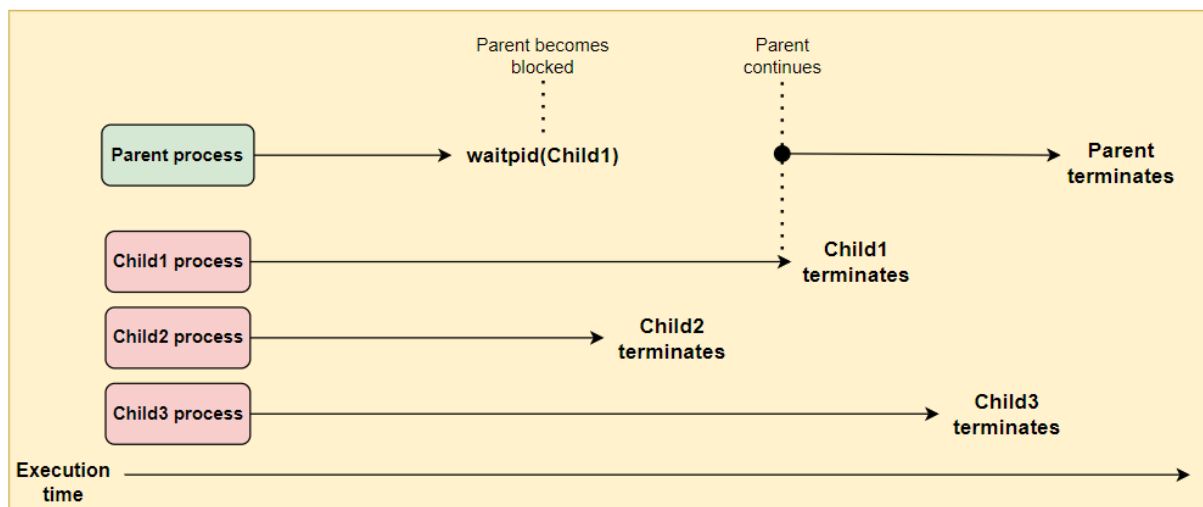 Parent becomes
blocked
Parent
continues
Parent process
waitpid(Child1)
Parent
terminates
Child1 process
Child1
terminates
Child2 process
Child2
terminates
Child3 process
Child3
terminates
Execution
time